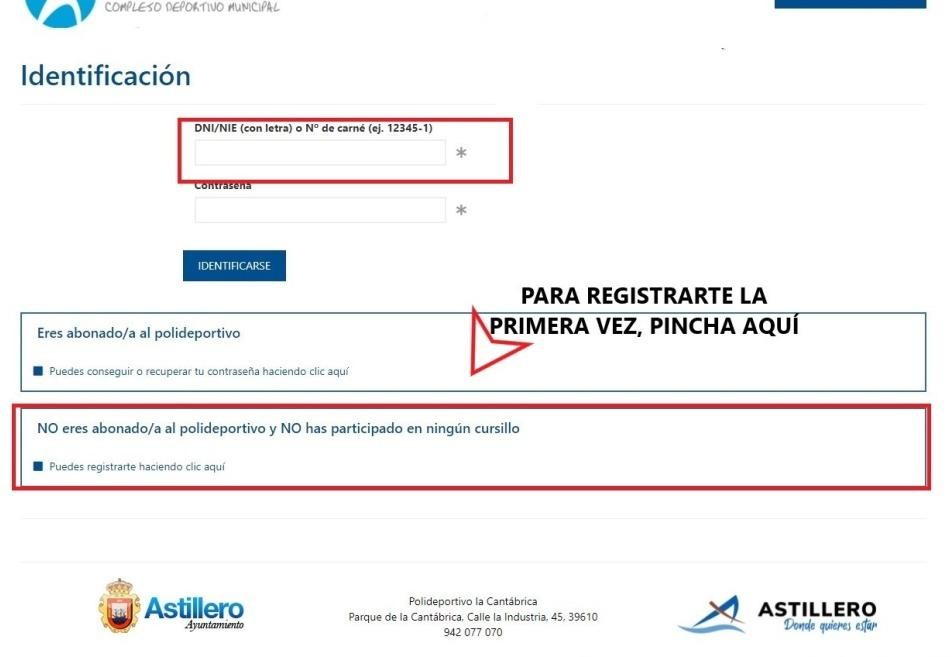 COMPLEJO DEPORTIVO MUNICIPAL
Identificación
DNI/NIE (con letra) o Nº de carné (ej. 12345-1)
*
Contraseña
*
IDENTIFICARSE
PARA REGISTRARTE LA
PRIMERA VEZ, PINCHA AQUÍ
Eres abonado/a al polideportivo
Puedes conseguir o recuperar tu contraseña haciendo clic aquí
NO eres abonado/a al polideportivo y NO has participado en ningún cursillo
Puedes registrarte haciendo clic aquí
Astillero
Ayuntamiento
Polideportivo la Cantábrica
Parque de la Cantábrica, Calle la Industria, 45, 39610
942 077 070
ASTILLERO
Donde quieres estar